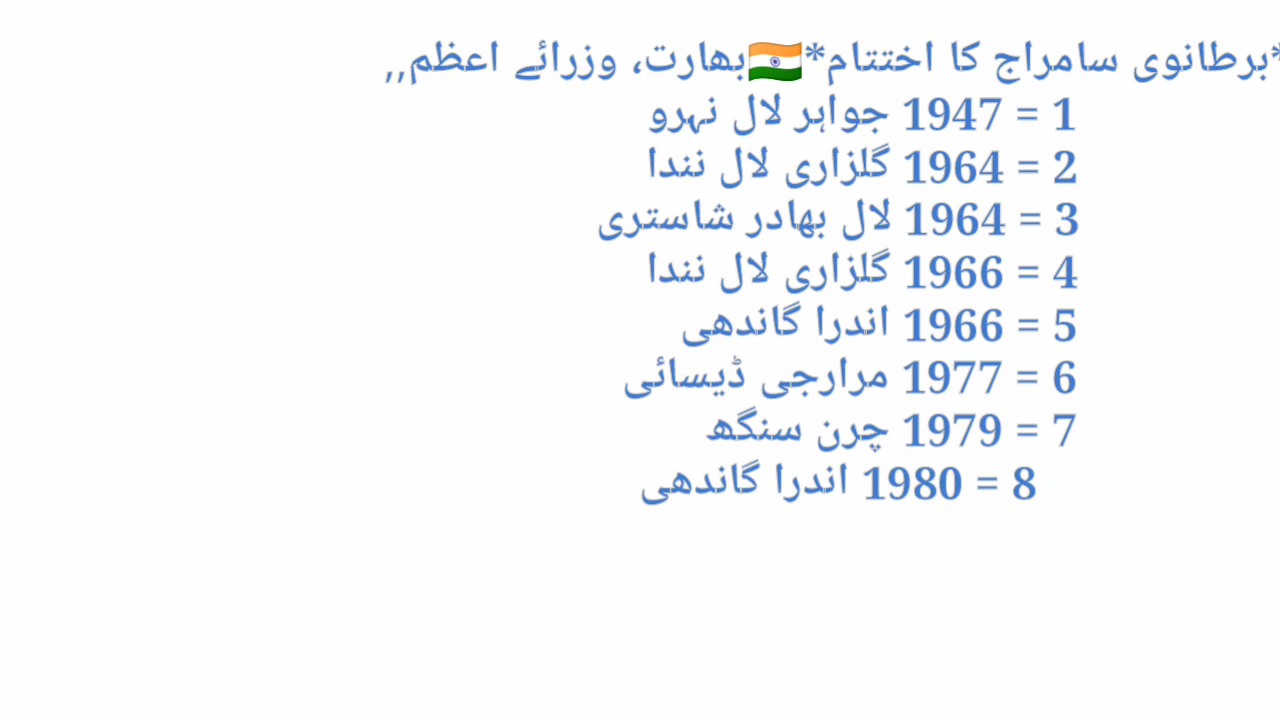 *برطانوی سامراج کا اختتام*🇮🇳بھارت، وزرائے اعظم,,
1 = 1947 جواہر لال نہرو
2 = 1964 گلزاری لال نندا
3 = 1964 لال بھادر شاستری
4 = 1966 گلزاری لال نندا
5 = 1966 اندرا گاندھی
6 = 1977 مرارجی ڈیسائی
7 = 1979 چرن سنگھ
8 = 1980 اندرا گاندھی